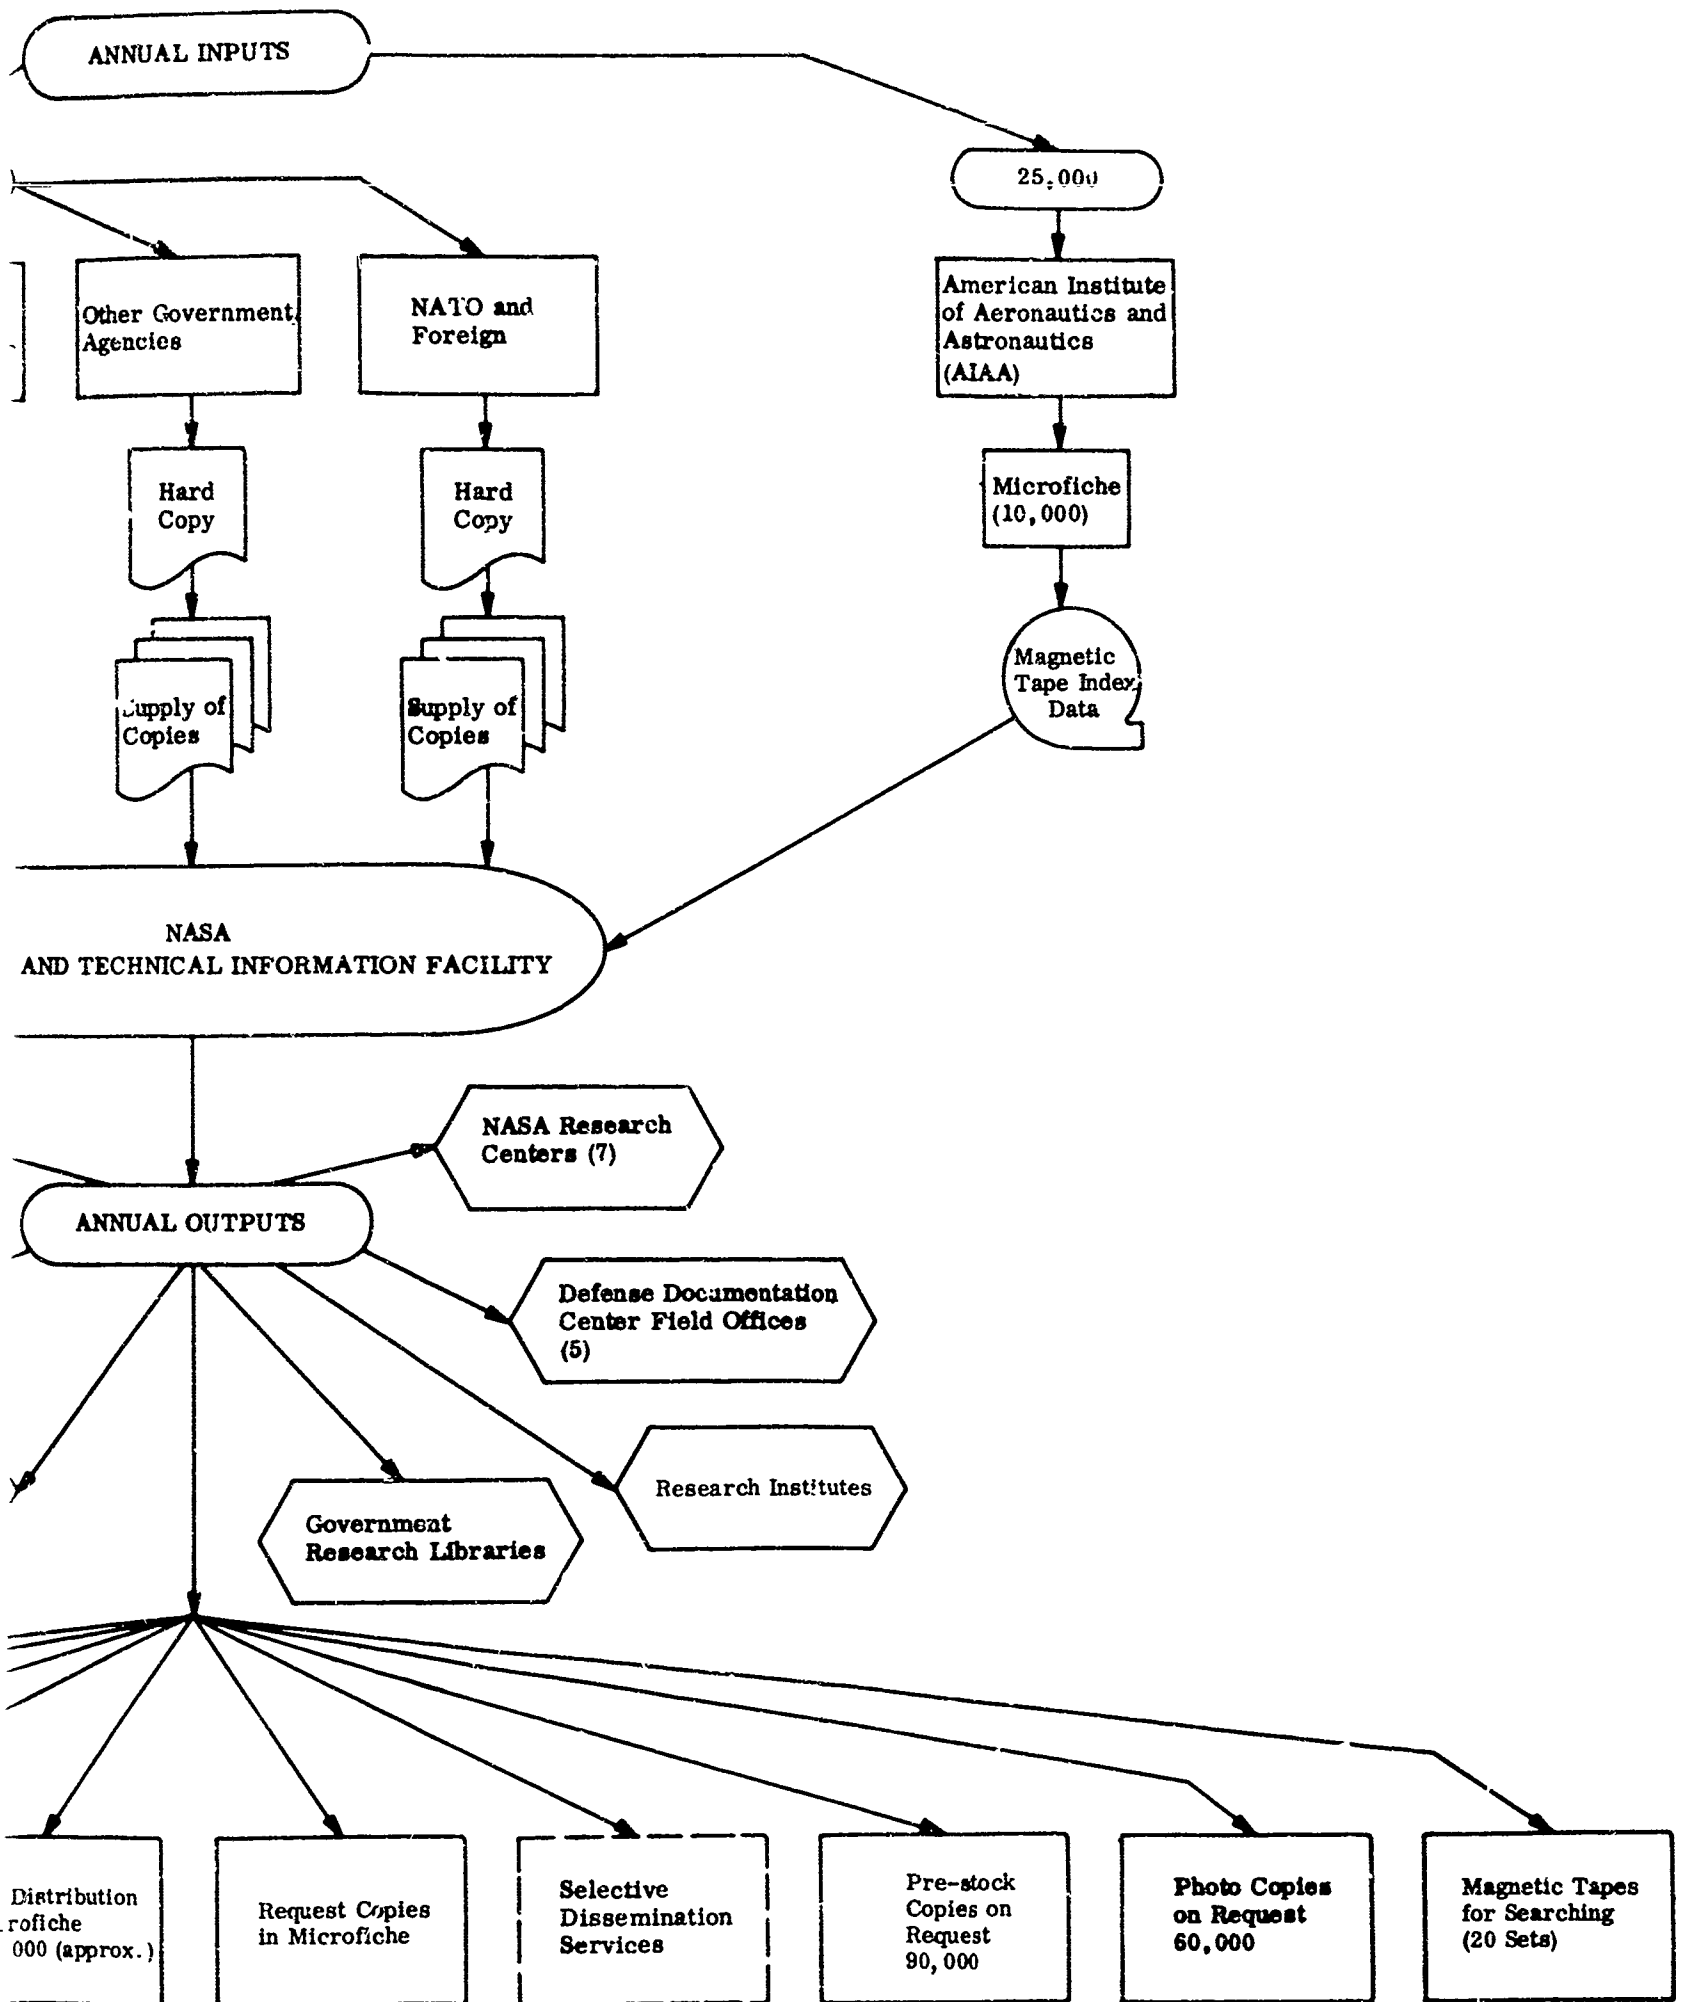 ANNUAL INPUTS
25,000
Other Government
Agencies
NATO and
Foreign
American Institute
of Aeronautics and
Astronautics
(AIAA)
Hard
Copy
Hard
Copy
Microfiche
(10,000)
Supply of
Copies
Supply of
Copies
Magnetic
Tape Index
Data
NASA
AND TECHNICAL INFORMATION FACILITY
NASA Research
Centers (7)
ANNUAL OUTPUTS
Defense Documentation
Center Field Offices
(5)
Research Institutes
Government
Research Libraries
Distribution
rofiche
000 (approx.)
Request Copies
in Microfiche
Selective
Dissemination
Services
Pre-stock
Copies on
Request
90,000
Photo Copies
on Request
60,000
Magnetic Tapes
for Searching
(20 Sets)